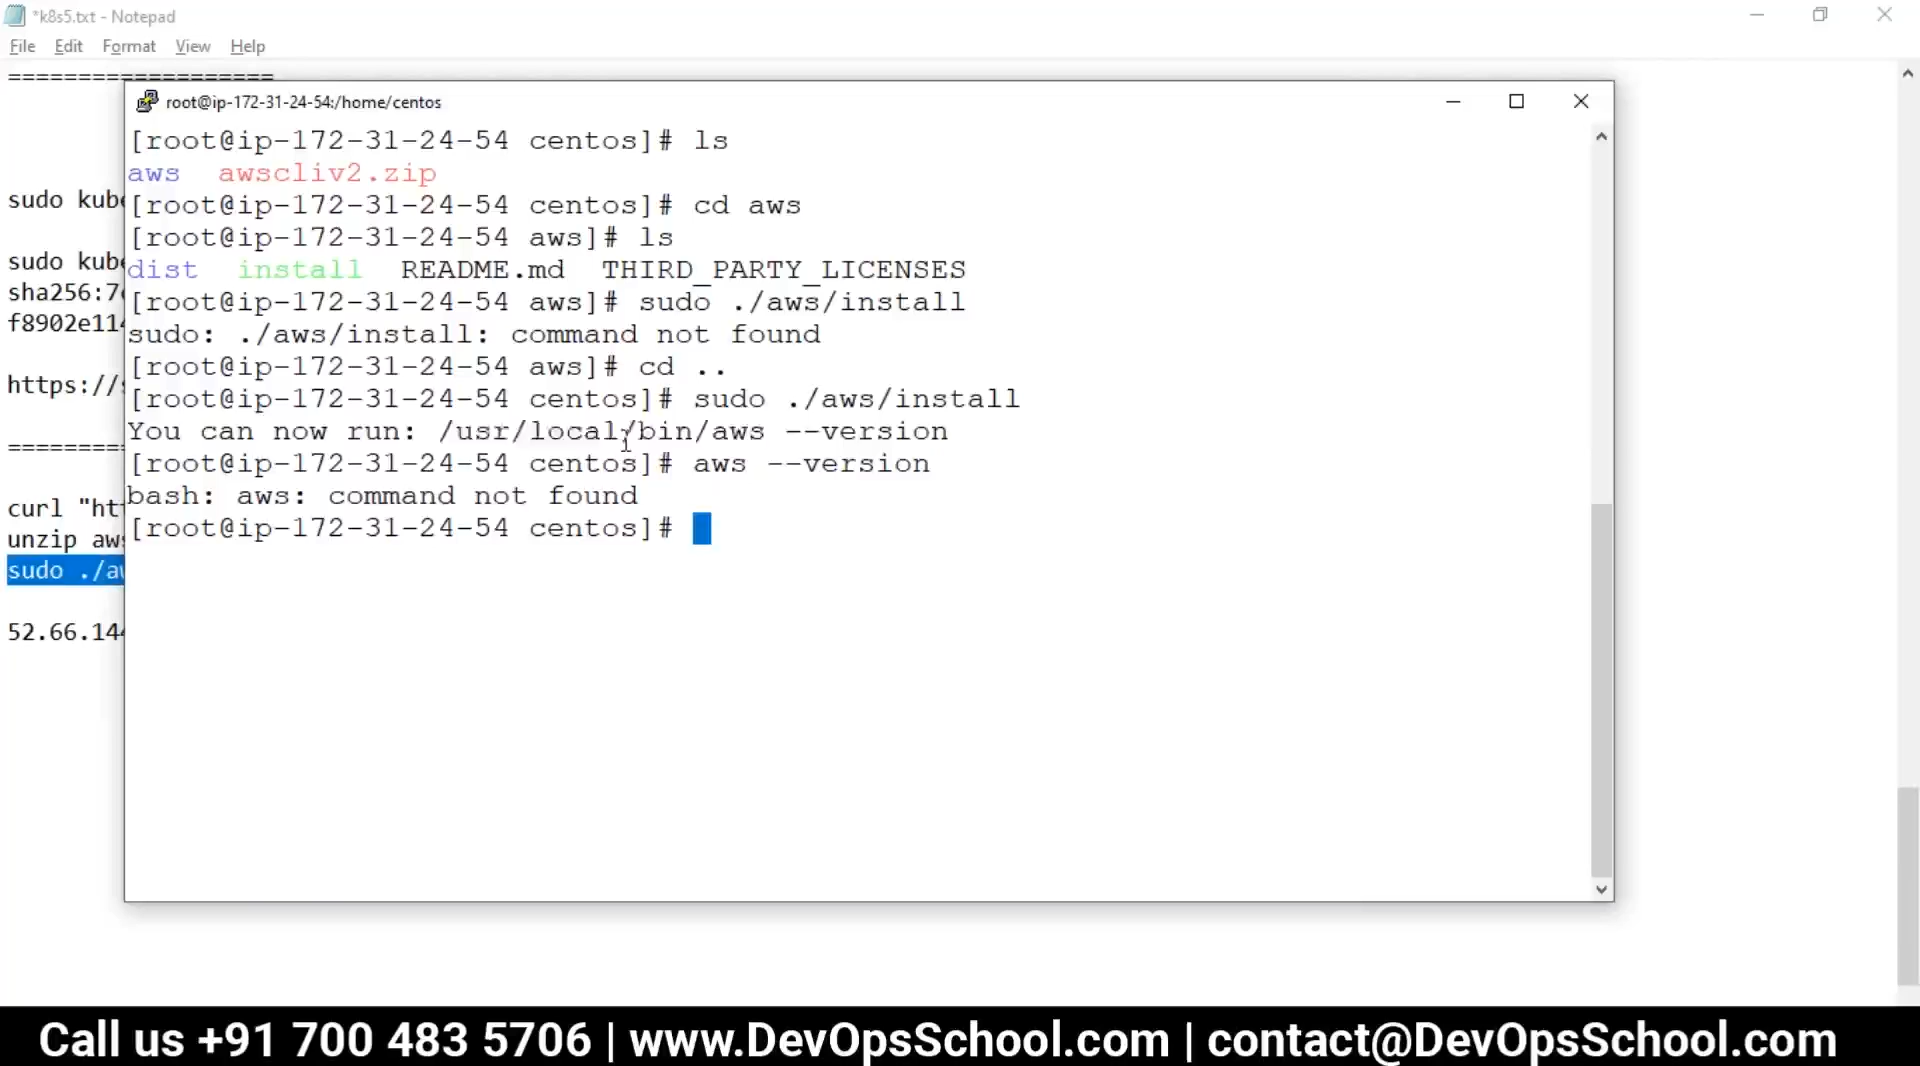 *k8s5.txt - Notepad
File Edit Format View Help
===================
root@ip-172-31-24-54:/home/centos
[root@ip-172-31-24-54 centos]# ls
aws awscliv2.zip
[root@ip-172-31-24-54 centos]# cd aws
[root@ip-172-31-24-54 aws]# ls
dist install README.md THIRD_PARTY_LICENSES
[root@ip-172-31-24-54 aws]# sudo ./aws/install
sudo: ./aws/install: command not found
[root@ip-172-31-24-54 aws]# cd ..
[root@ip-172-31-24-54 centos]# sudo ./aws/install
You can now run: /usr/local/bin/aws --version
[root@ip-172-31-24-54 centos]# aws --version
bash: aws: command not found
[root@ip-172-31-24-54 centos]#
sudo kube
sudo kube
sha256:7
f8902e114
https://
========
curl "htt
unzip aws
sudo ./aw
52.66.144
Call us +91 700 483 5706 | www.DevOpsSchool.com | contact@DevOpsSchool.com